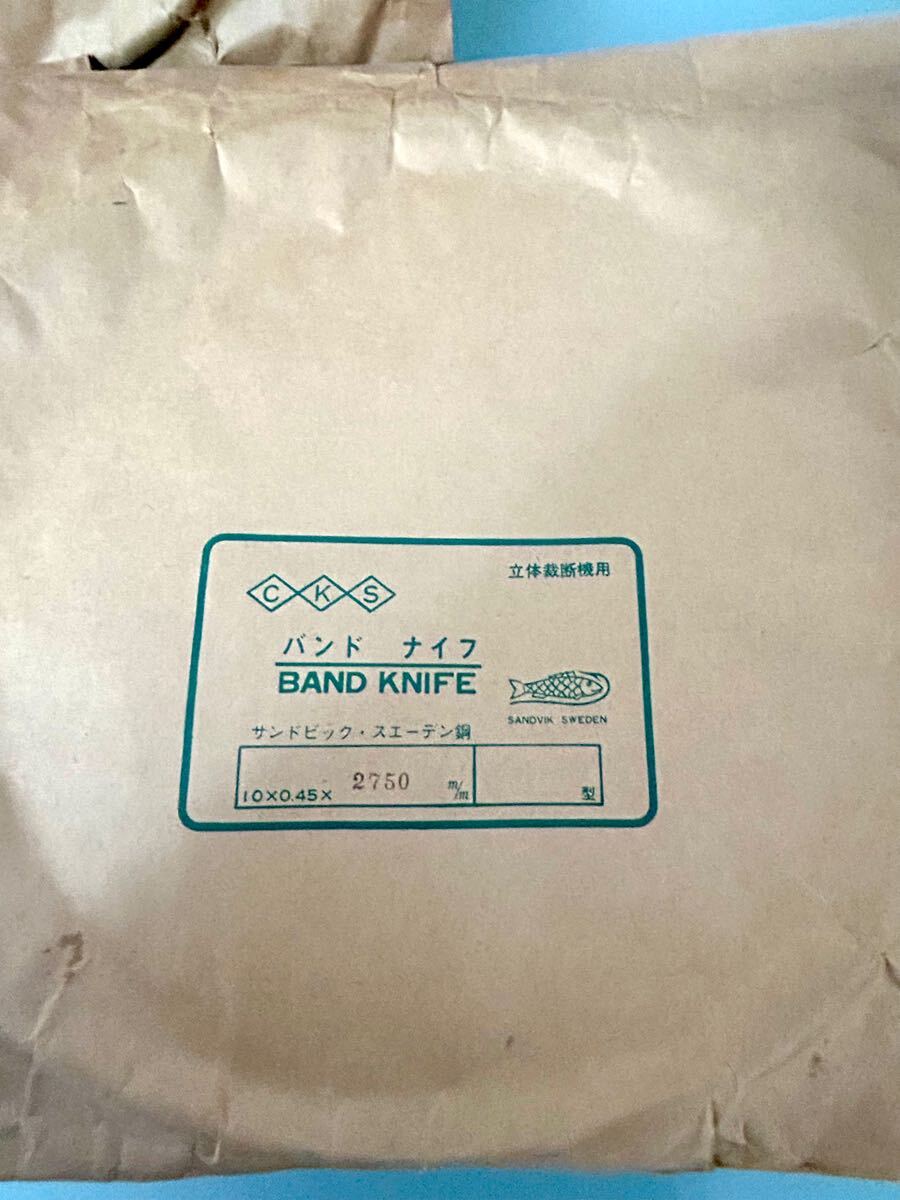 立体裁断機用
CKS
バンド ナイフ
BAND KNIFE
SANDVIK SWEDEN
サンドビック・スエーデン鋼
10×0.45× 2750 m/m
型